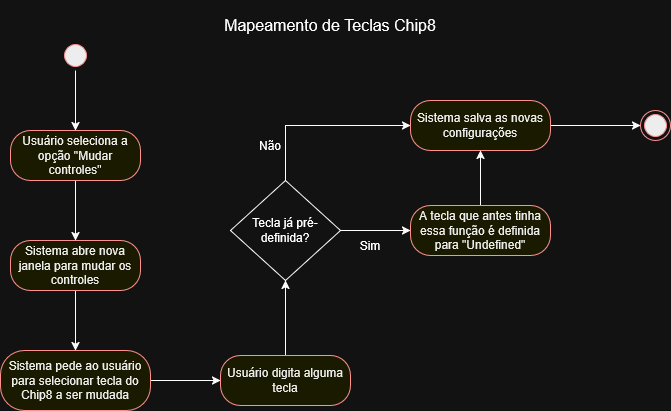 Mapeamento de Teclas Chip8
Usuário seleciona a
opção "Mudar
controles"
Sistema abre nova
janela para mudar os
controles
Sistema pede ao usuário
para selecionar tecla do
Chip8 a ser mudada
Usuário digita alguma
tecla
Tecla já pré-
definida?
Não
Sim
A tecla que antes tinha
essa função é definida
para "Undefined"
Sistema salva as novas
configurações